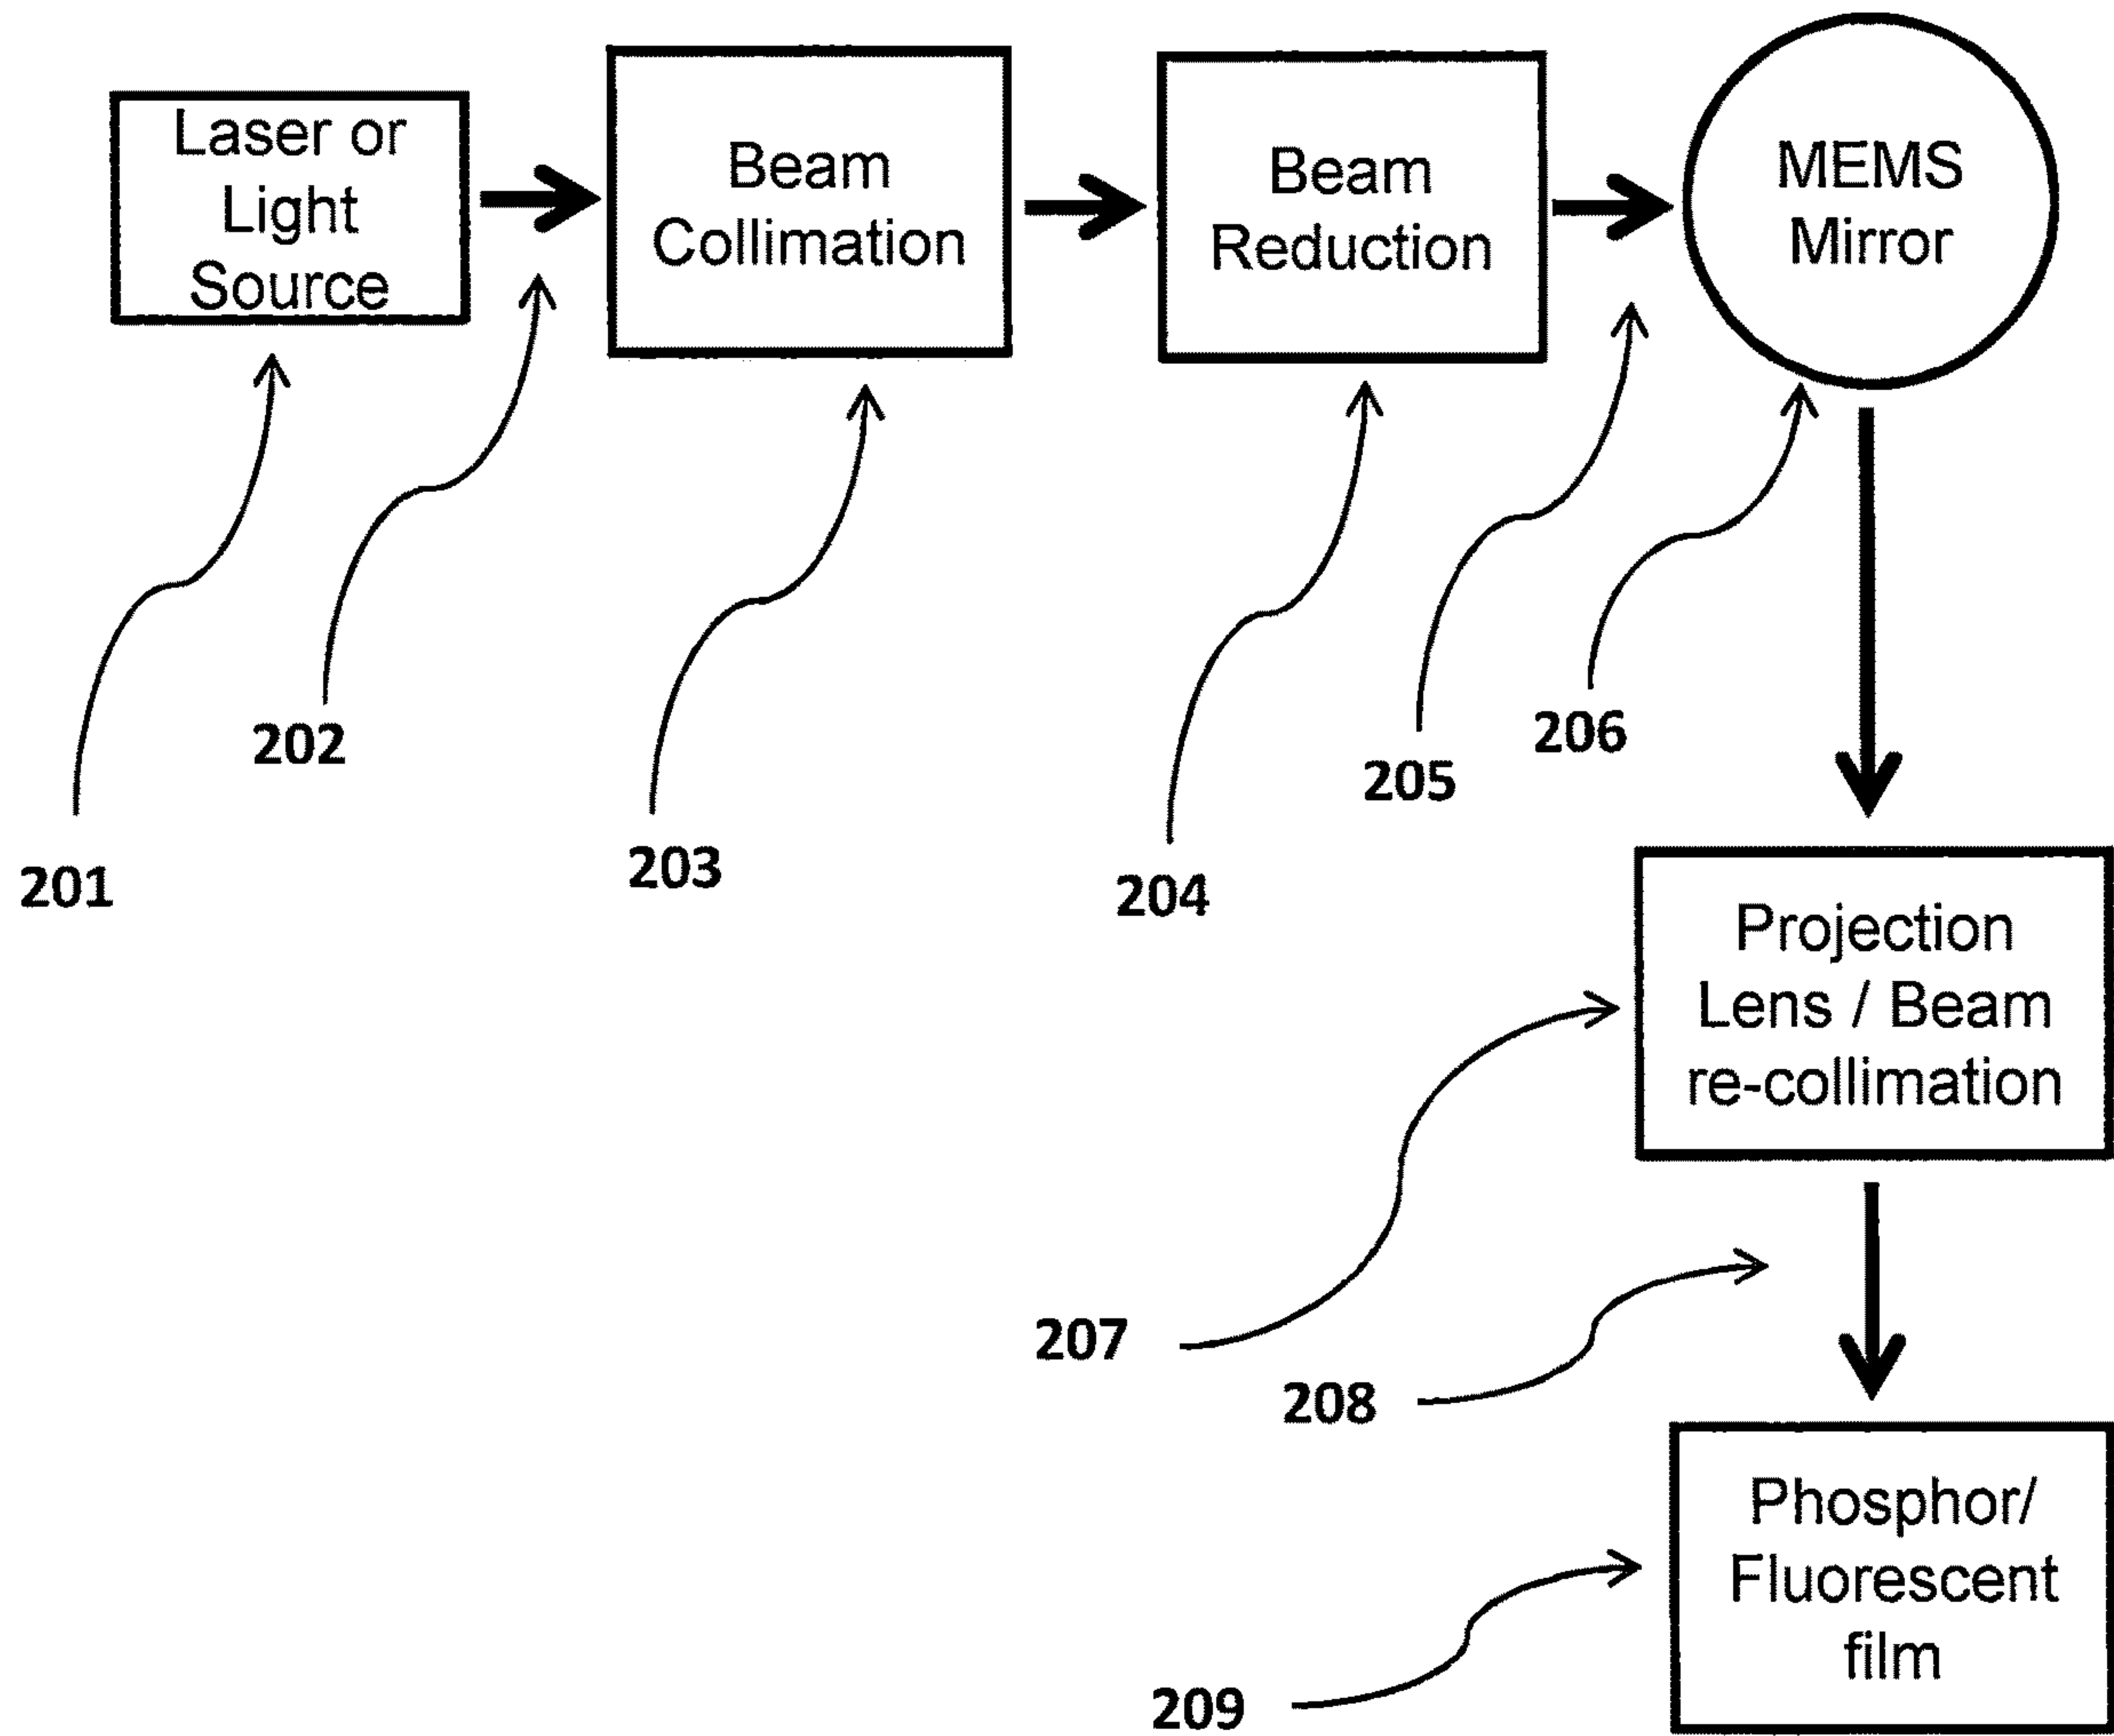 Laser or
Light
Source
Beam
Collimation
Beam
Reduction
MEMS
Mirror
201
202
203
204
205
206
Projection
Lens / Beam
re-collimation
207
208
Phosphor/
Fluorescent
film
209